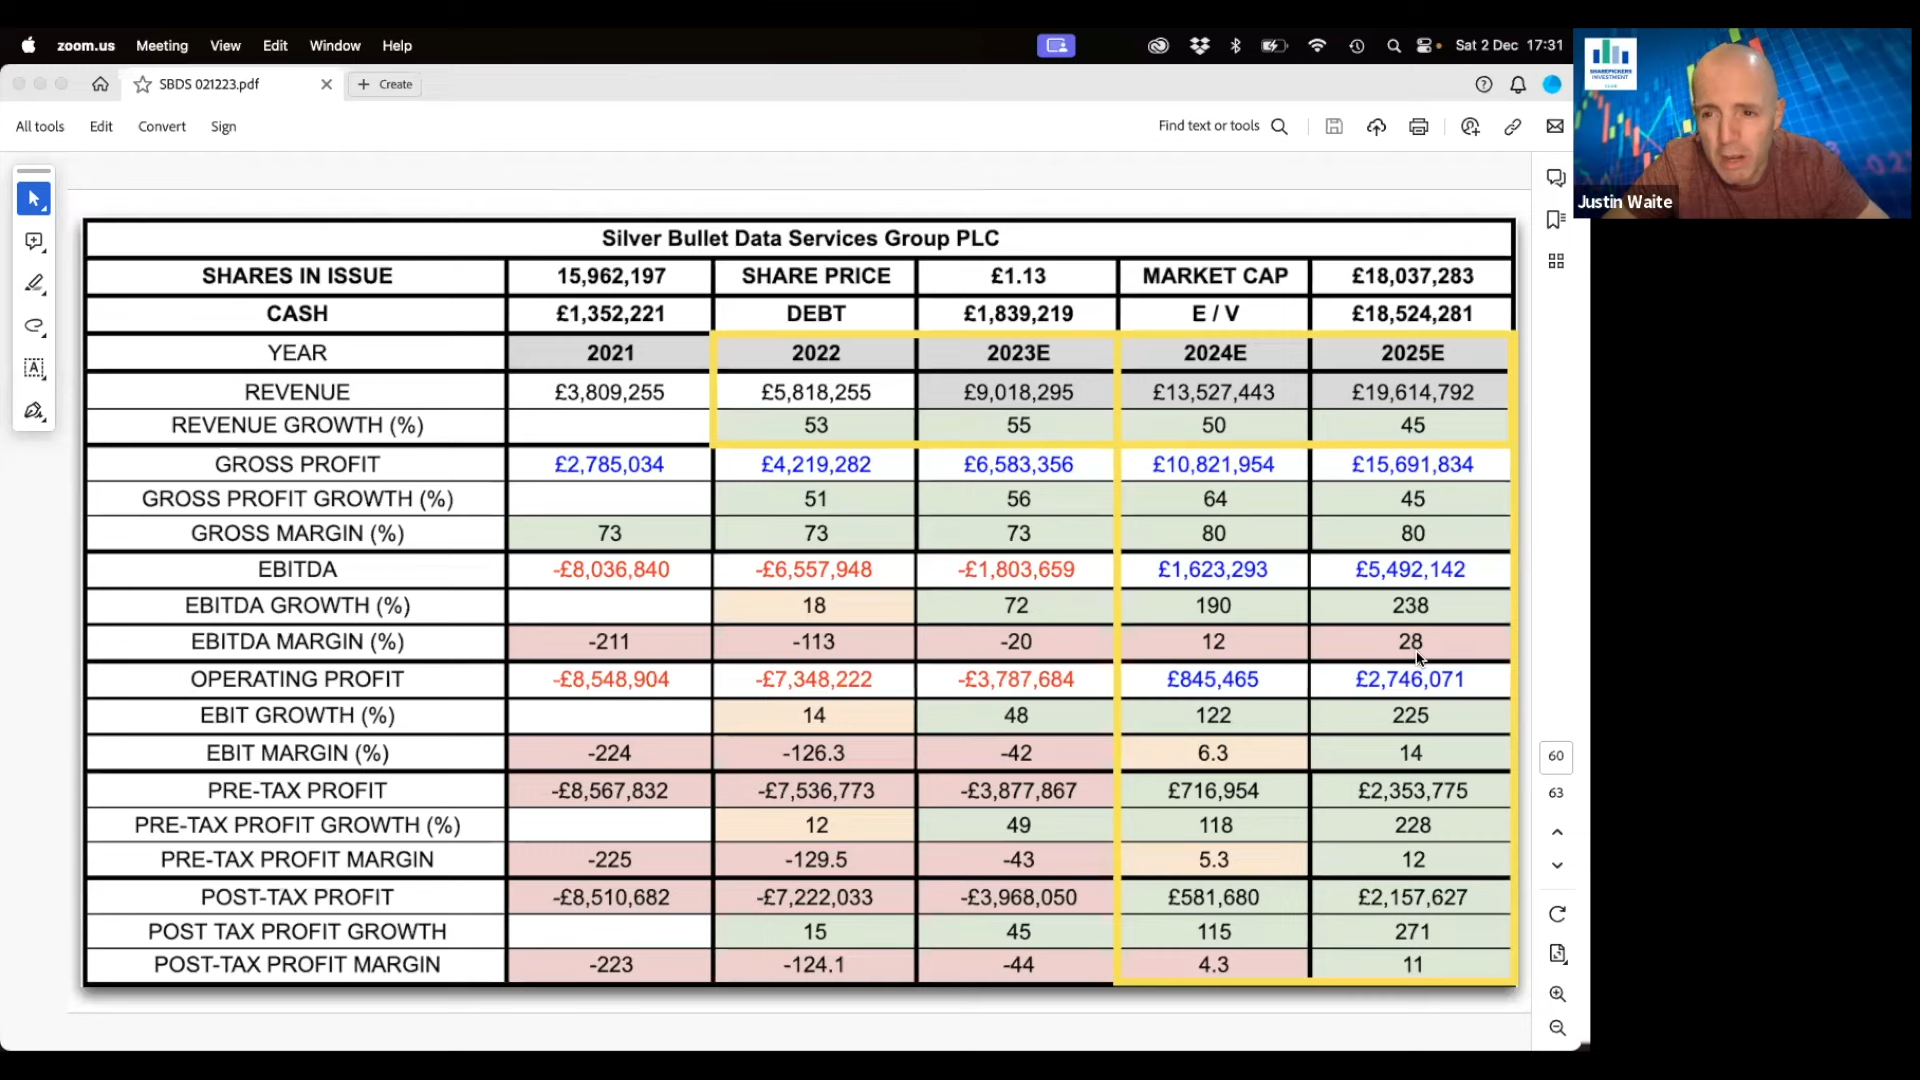 zoom.us Meeting View Edit Window Help Sat 2 Dec 17:31
SBDS 021223.pdf + Create
All tools Edit Convert Sign Find text or tools
SHAREPICKERS
INVESTMENT
CLUB
Justin Waite
Silver Bullet Data Services Group PLC
SHARES IN ISSUE 15,962,197 SHARE PRICE £1.13 MARKET CAP £18,037,283
CASH £1,352,221 DEBT £1,839,219 E / V £18,524,281
YEAR 2021 2022 2023E 2024E 2025E
REVENUE £3,809,255 £5,818,255 £9,018,295 £13,527,443 £19,614,792
REVENUE GROWTH (%) 53 55 50 45
GROSS PROFIT £2,785,034 £4,219,282 £6,583,356 £10,821,954 £15,691,834
GROSS PROFIT GROWTH (%) 51 56 64 45
GROSS MARGIN (%) 73 73 73 80 80
EBITDA -£8,036,840 -£6,557,948 -£1,803,659 £1,623,293 £5,492,142
EBITDA GROWTH (%) 18 72 190 238
EBITDA MARGIN (%) -211 -113 -20 12 28
OPERATING PROFIT -£8,548,904 -£7,348,222 -£3,787,684 £845,465 £2,746,071
EBIT GROWTH (%) 14 48 122 225
EBIT MARGIN (%) -224 -126.3 -42 6.3 14
PRE-TAX PROFIT -£8,567,832 -£7,536,773 -£3,877,867 £716,954 £2,353,775
PRE-TAX PROFIT GROWTH (%) 12 49 118 228
PRE-TAX PROFIT MARGIN -225 -129.5 -43 5.3 12
POST-TAX PROFIT -£8,510,682 -£7,222,033 -£3,968,050 £581,680 £2,157,627
POST TAX PROFIT GROWTH 15 45 115 271
POST-TAX PROFIT MARGIN -223 -124.1 -44 4.3 11
60
63